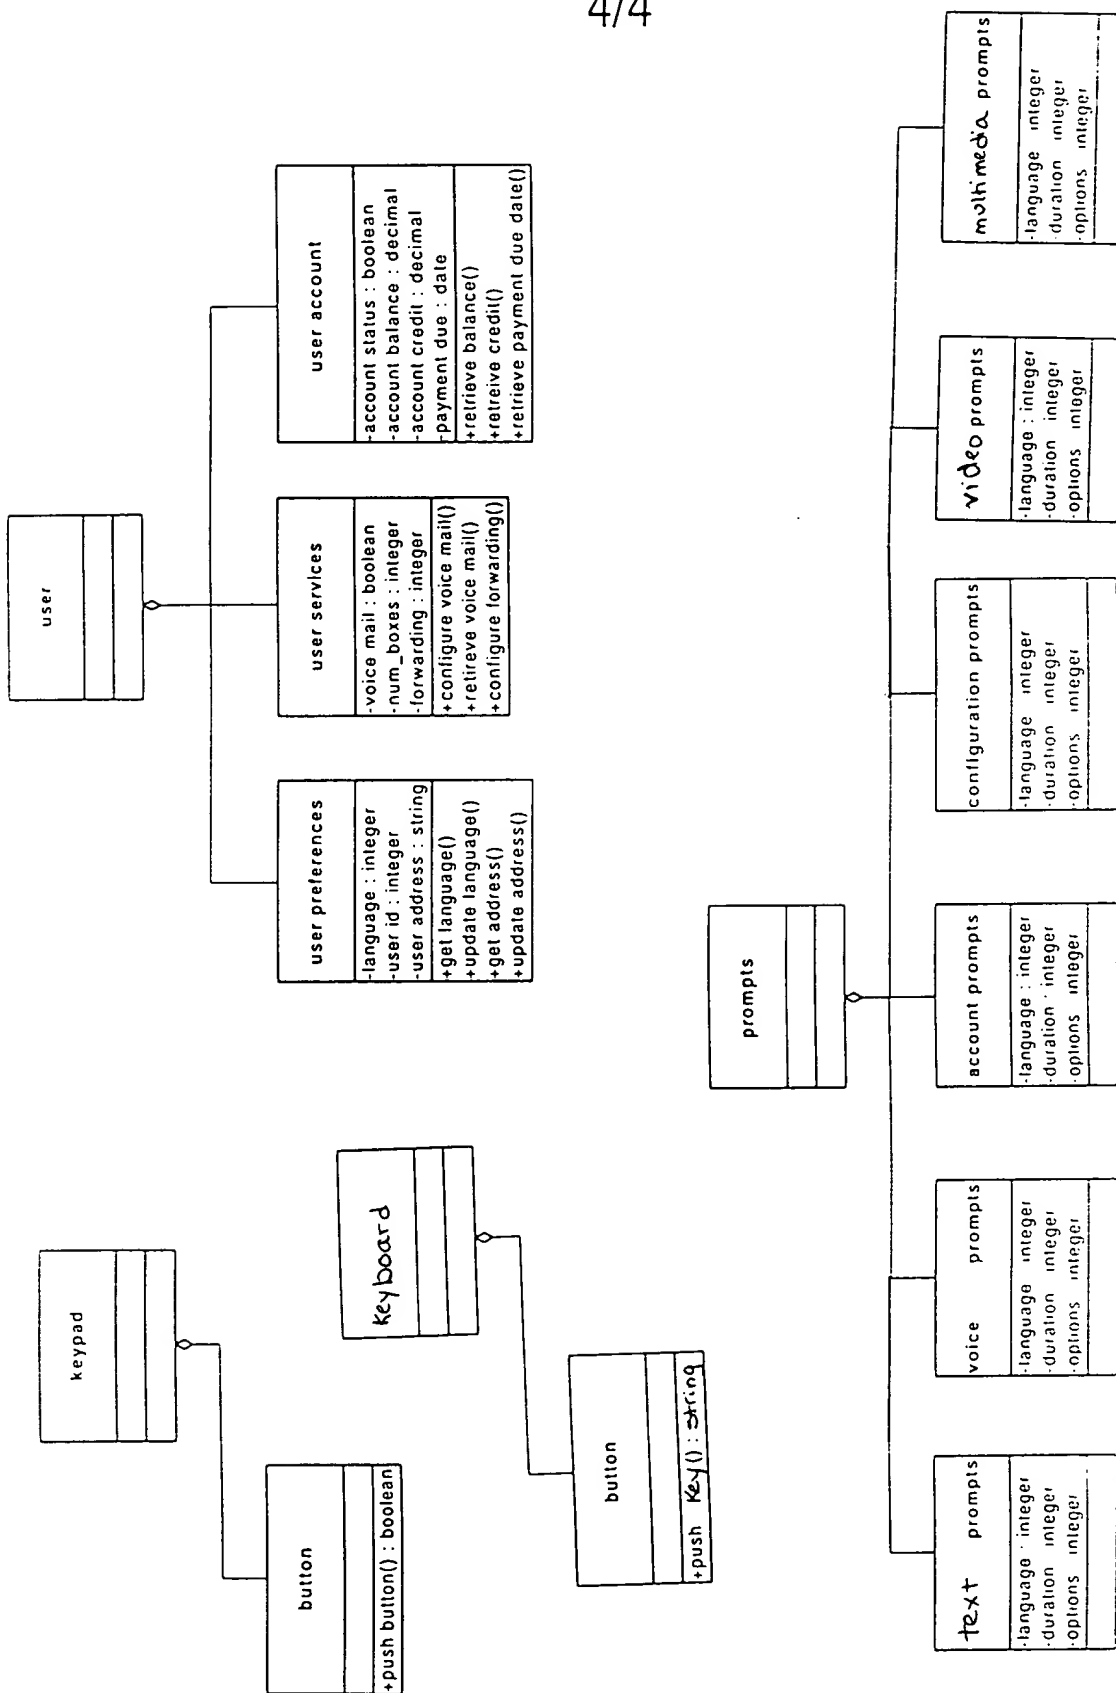 4/4
keypad
button
+push button() : boolean
keyboard
button
+push Key() : string
user
user preferences
-language : integer
-user id : integer
-user address : string
+get language()
+update language()
+get address()
+update address()
user services
-voice mail : boolean
-num_boxes : integer
-forwarding : integer
+configure voice mail()
+retireve voice mail()
+configure forwarding()
user account
-account status : boolean
-account balance : decimal
-account credit : decimal
-payment due : date
+retrieve balance()
+retreive credit()
+retrieve payment due date()
prompts
text prompts
-language : integer
-duration integer
-options integer
voice prompts
-language integer
-duration integer
-options integer
account prompts
-language : integer
-duration : integer
-options integer
configuration prompts
-language integer
-duration integer
-options integer
video prompts
-language : integer
-duration integer
-options integer
multimedia prompts
-language integer
-duration integer
-options integer